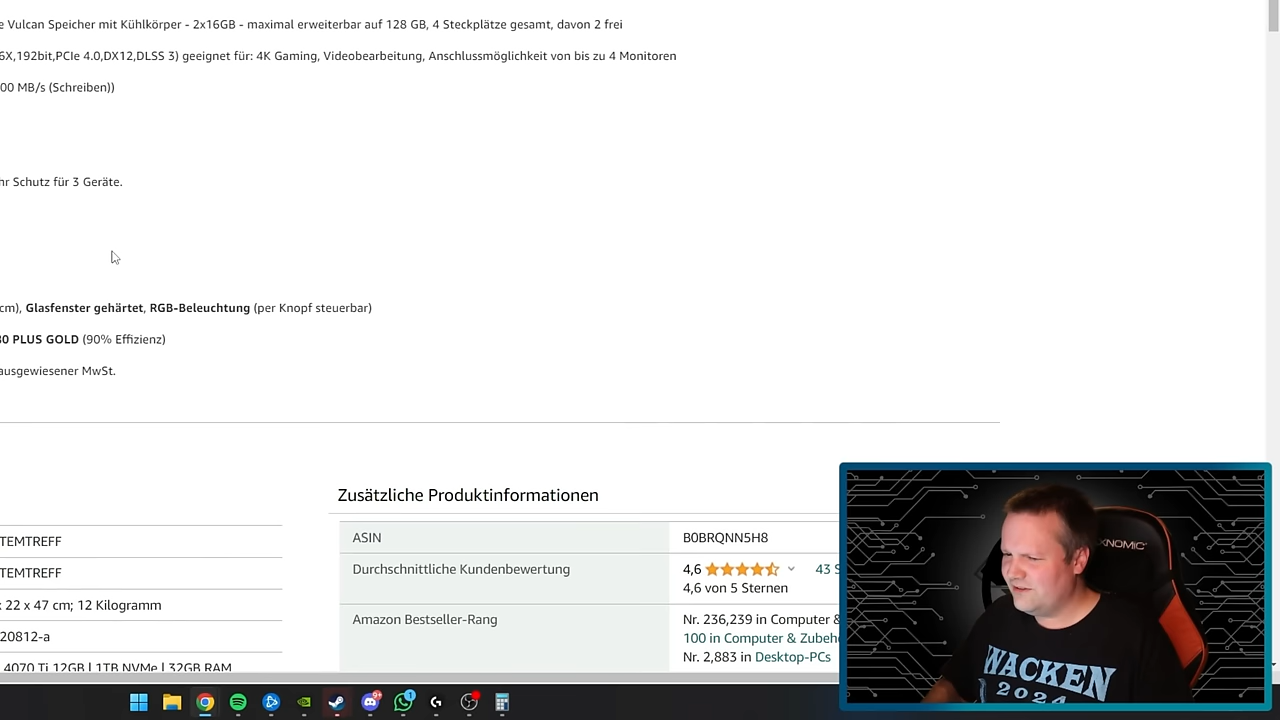 e Vulcan Speicher mit Kühlkörper - 2x16GB - maximal erweiterbar auf 128 GB, 4 Steckplätze gesamt, davon 2 frei
6X,192bit,PCIe 4.0,DX12,DLSS 3) geeignet für: 4K Gaming, Videobearbeitung, Anschlussmöglichkeit von bis zu 4 Monitoren
00 MB/s (Schreiben))
hr Schutz für 3 Geräte.
cm), Glasfenster gehärtet, RGB-Beleuchtung (per Knopf steuerbar)
80 PLUS GOLD (90% Effizienz)
ausgewiesener MwSt.
Zusätzliche Produktinformationen
TEMTREFF
TEMTREFF
x 22 x 47 cm; 12 Kilogramm
20812-a
4070 Ti 12GB | 1TB NVMe | 32GB RAM
ASIN B0BRQNN5H8
Durchschnittliche Kundenbewertung 4,6 43 S
4,6 von 5 Sternen
Amazon Bestseller-Rang Nr. 236,239 in Computer &
100 in Computer & Zubehö
Nr. 2,883 in Desktop-PCs
XNOMIC
WACKEN
2024